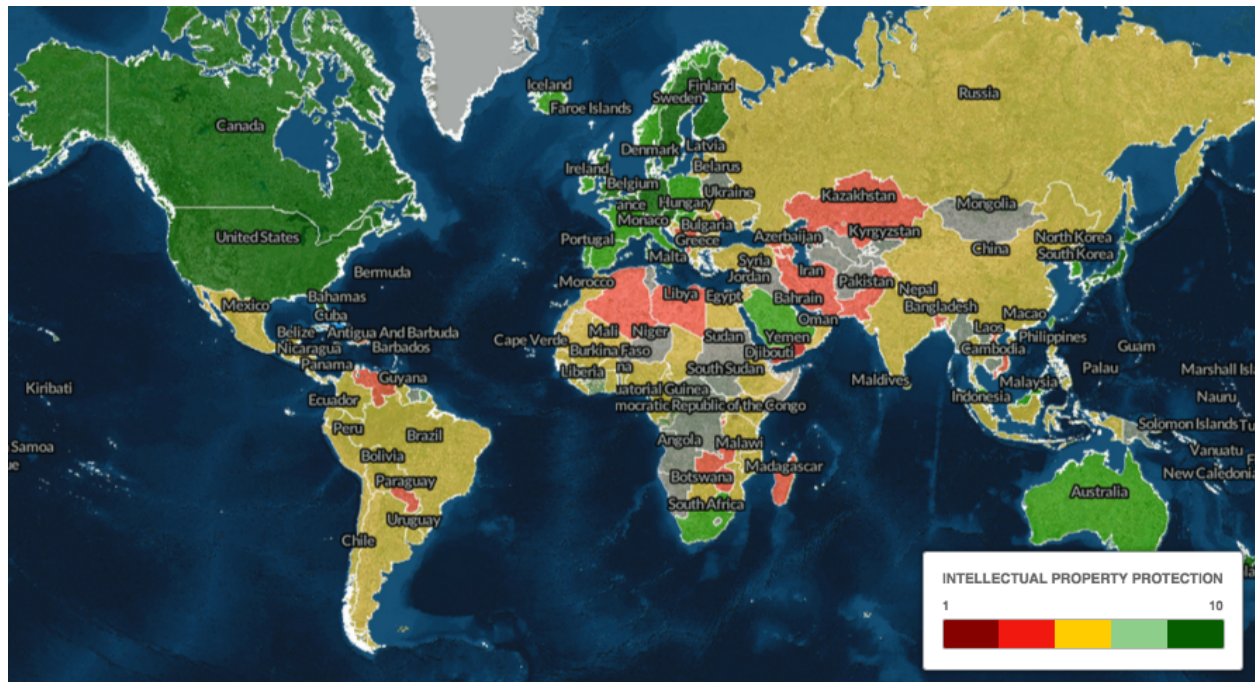 Iceland
Finland
Sweden
Faroe Islands
Russia
Canada
Denmark
Latvia
Ireland
Belarus
Belgium
Ukraine
Kazakhstan
ance
Hungary
Mongolia
Monaco
Bulgaria
Kyrgyzstan
United States
Portugal
Greece
Azerbaijan
China
North Korea
South Korea
Malta
Syria
Bermuda
Jordan
Iran
Pakistan
Morocco
Nepal
Bahamas
Libya
Egypt
Bahrain
Bangladesh
Mexico
Cuba
Oman
Macao
Belize
Antigua And Barbuda
Mali
Niger
Sudan
Yemen
Laos
Philippines
Cape Verde
Nicaragua
Barbados
Burkina Faso
Djibouti
Cambodia
Guam
Panama
Liberia
na
South Sudan
Palau
Marshall Isla
Kiribati
Guyana
Maldives
Malaysia
Ecuador
uatorial Guinea
Indonesia
Nauru
mocratic Republic of the Congo
Peru
Brazil
Solomon Islands
Tu
Samoa
Angola
Malawi
Vanuatu
F
ue
Bolivia
Madagascar
New Caledonia
Paraguay
Botswana
Australia
South Africa
Uruguay
Chile
INTELLECTUAL PROPERTY PROTECTION
1 10